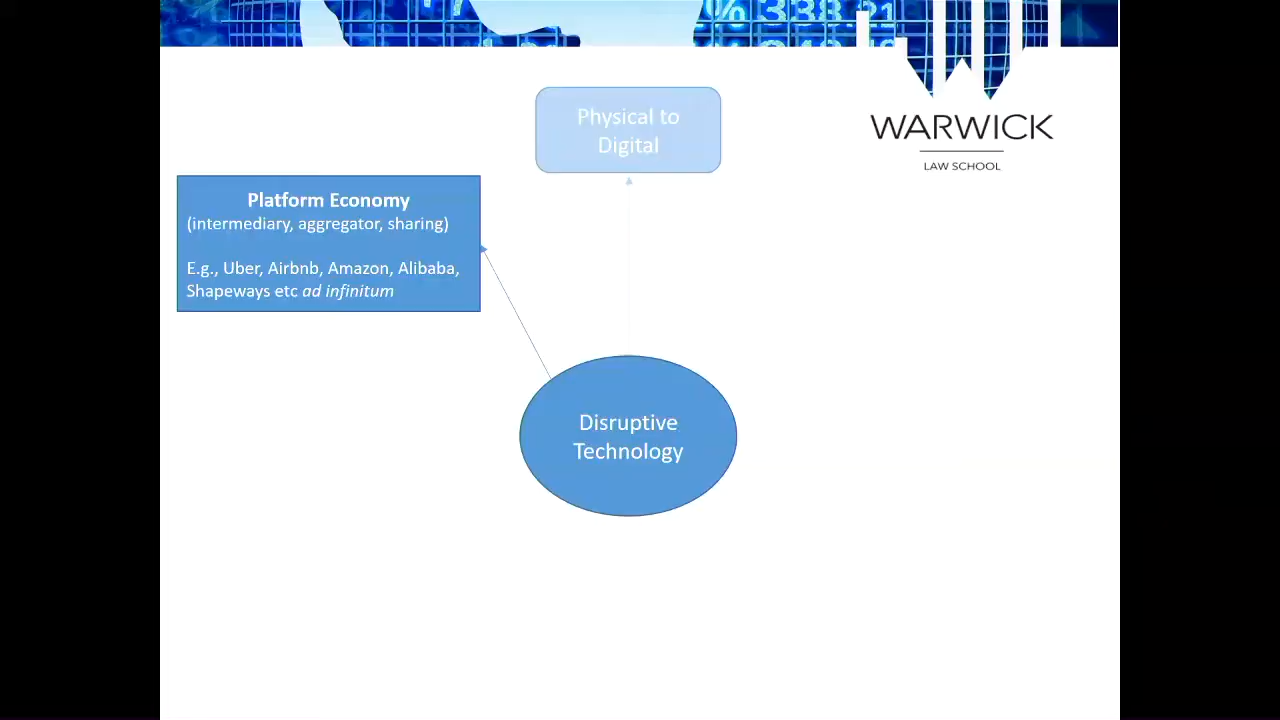 Physical to
Digital
WARWICK
LAW SCHOOL
Platform Economy
(intermediary, aggregator, sharing)
E.g., Uber, Airbnb, Amazon, Alibaba,
Shapeways etc ad infinitum
Disruptive
Technology